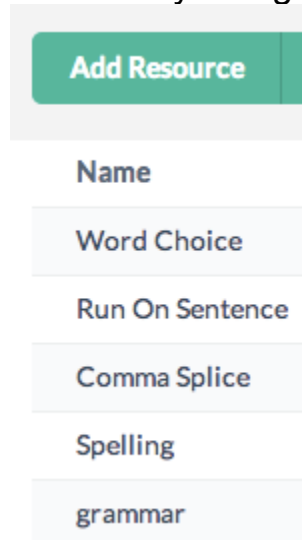 Add Resource
Name
Word Choice
Run On Sentence
Comma Splice
Spelling
grammar